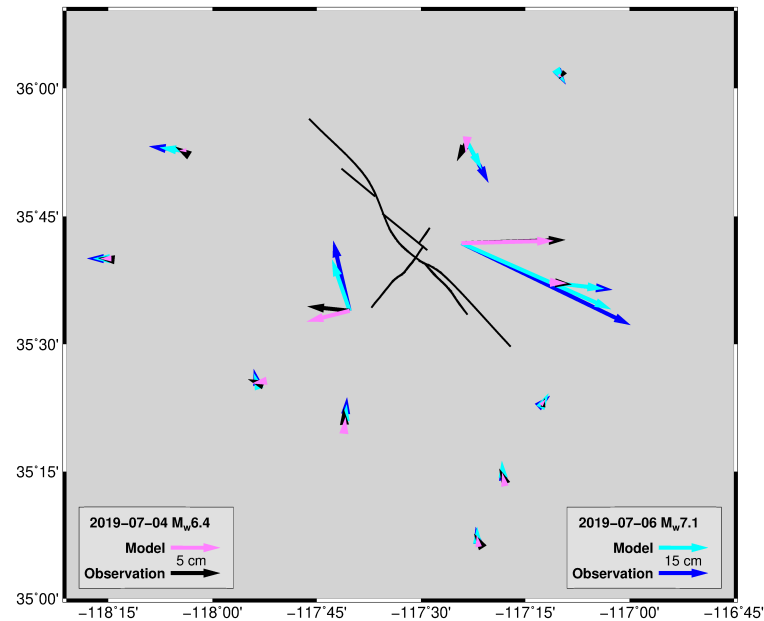 36°00'
35°45'
35°30'
35°15'
35°00'
2019−07−04 Mw6.4
Model
5 cm
Observation
2019−07−06 Mw7.1
Model
15 cm
Observation
−118°15' −118°00' −117°45' −117°30' −117°15' −117°00' −116°45'